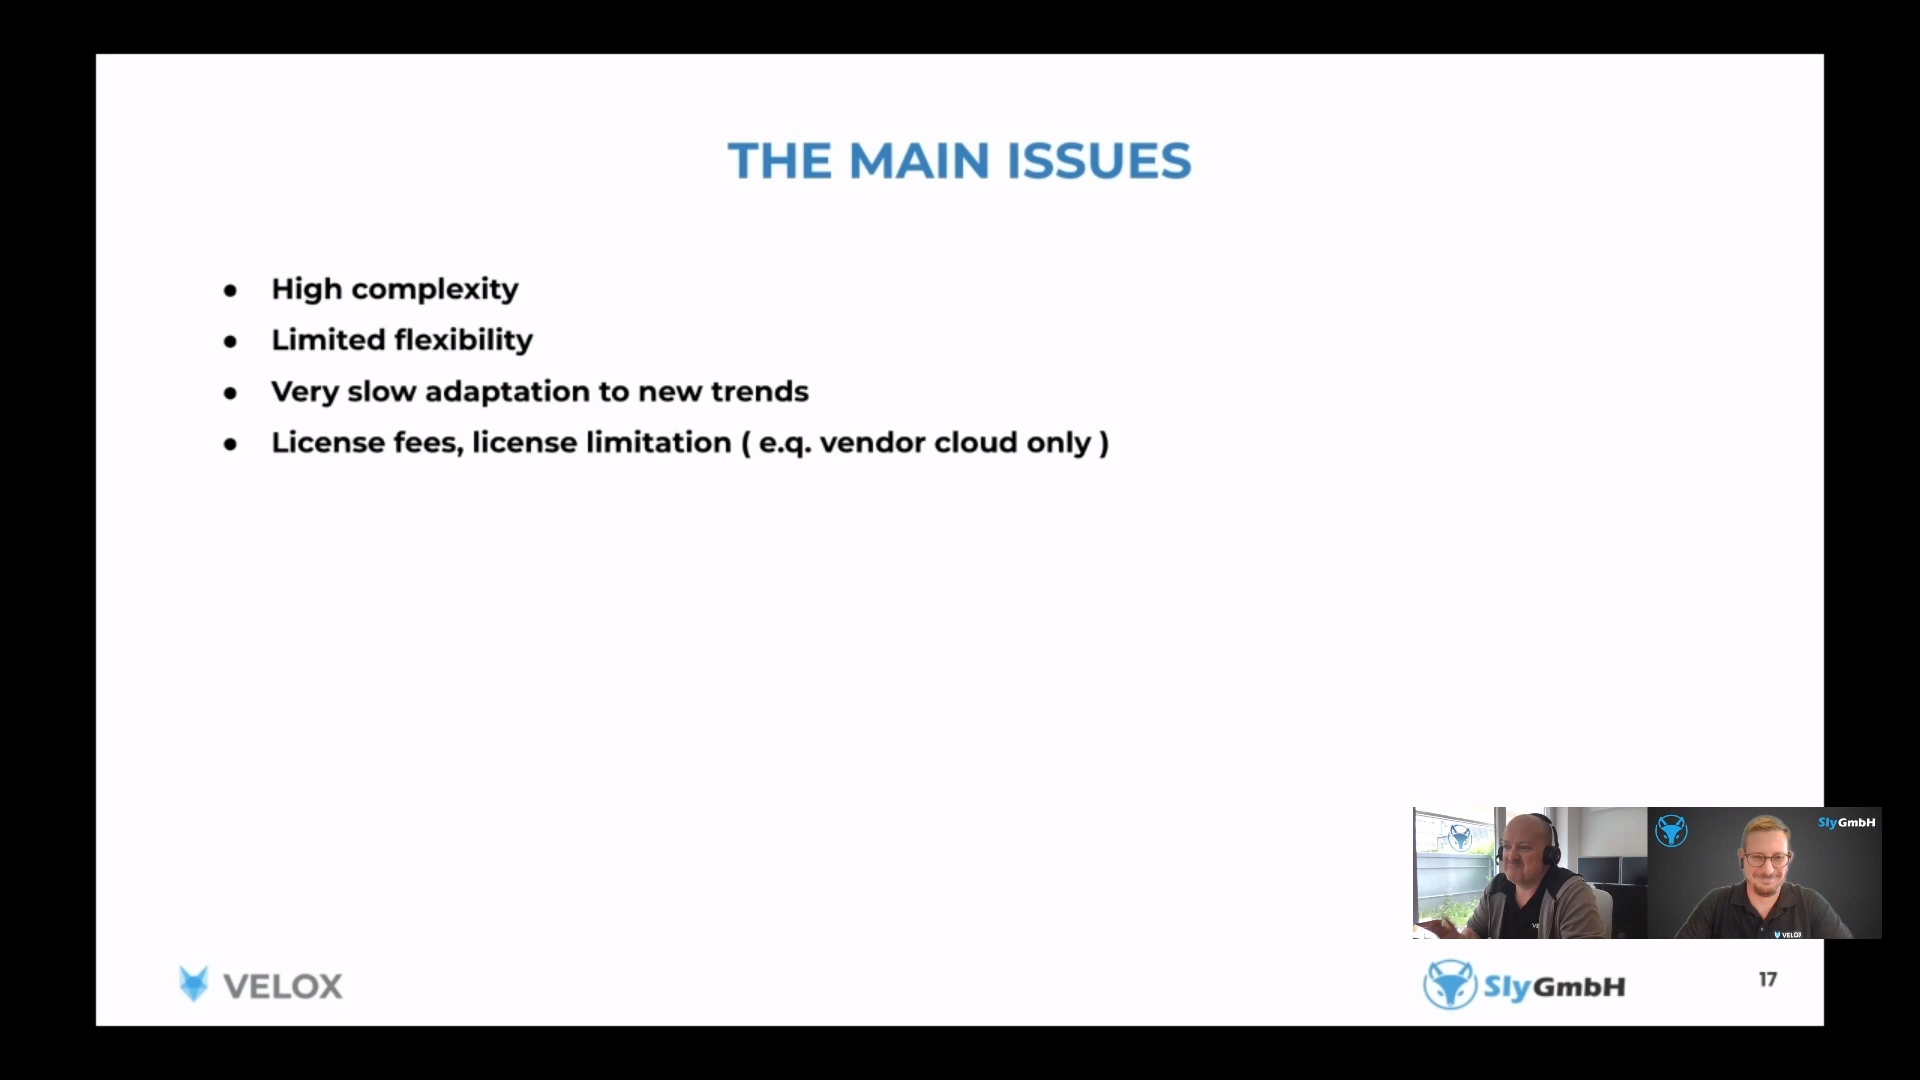 THE MAIN ISSUES
● High complexity
● Limited flexibility
● Very slow adaptation to new trends
● License fees, license limitation ( e.q. vendor cloud only )
SlyGmbH
VELOX
VELOX
SlyGmbH
17